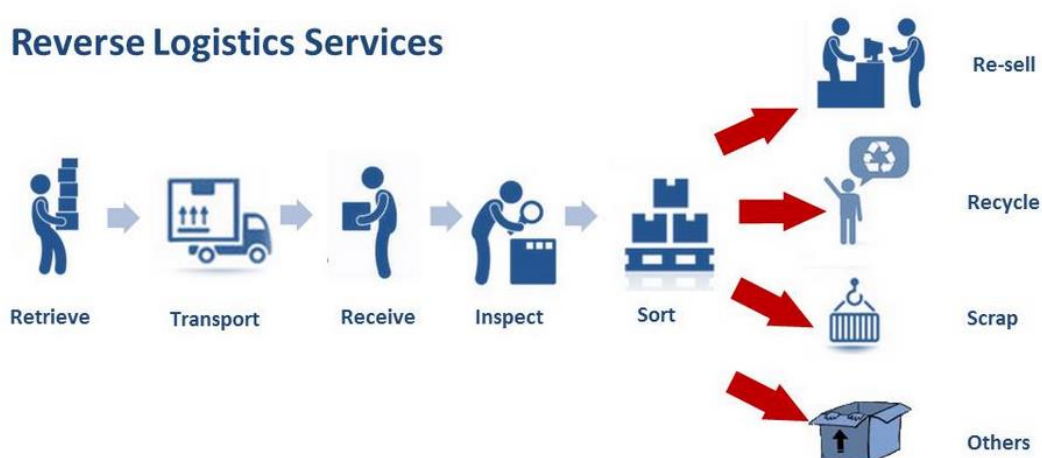 Reverse Logistics Services
Re-sell
Recycle
Retrieve
Transport
Receive
Inspect
Sort
Scrap
Others